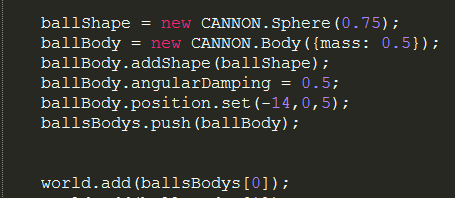 ballShape = new CANNON.Sphere(0.75);
ballBody = new CANNON.Body({mass: 0.5});
ballBody.addShape(ballShape);
ballBody.angularDamping = 0.5;
ballBody.position.set(-14,0,5);
ballsBodys.push(ballBody);
world.add(ballsBodys[0]);